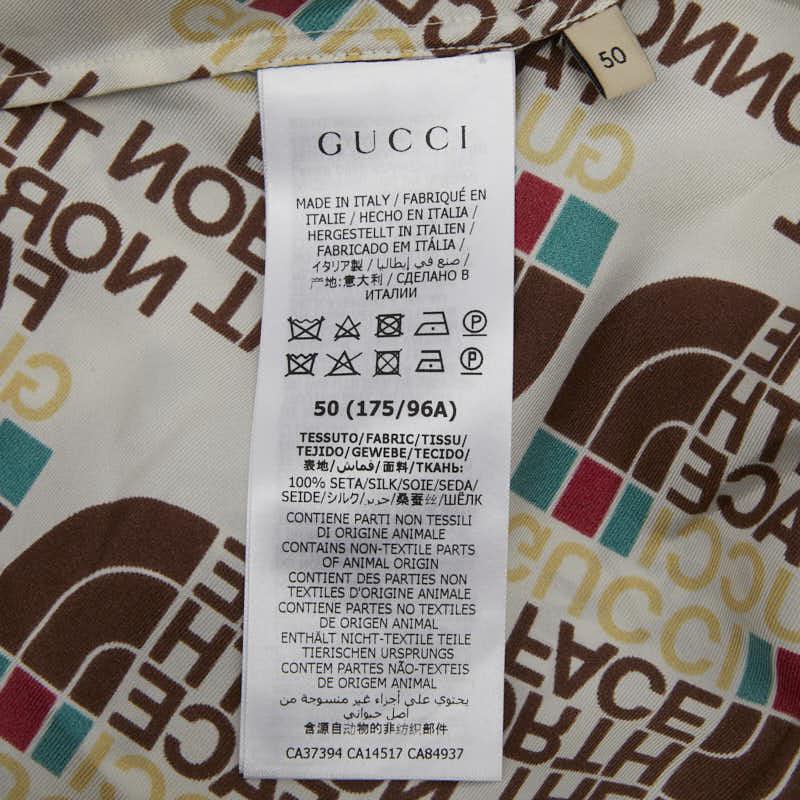 50
GUCCI
MADE IN ITALY / FABRIQUÉ EN
ITALIE / HECHO EN ITALIA /
HERGESTELLT IN ITALIEN /
FABRICADO EM ITÁLIA /
イタリア製 / صنع في إيطاليا /
产地:意大利 / СДЕЛАНО В
ИТАЛИИ
50 (175/96A)
TESSUTO/FABRIC/TISSU/
TEJIDO/GEWEBE/TECIDO/
表地/قماش/面料/ТКАНЬ:
100% SETA/SILK/SOIE/SEDA/
SEIDE/シルク/حرير/桑蚕丝/ШЁЛК
CONTIENE PARTI NON TESSILI
DI ORIGINE ANIMALE
CONTAINS NON-TEXTILE PARTS
OF ANIMAL ORIGIN
CONTIENT DES PARTIES NON
TEXTILES D'ORIGINE ANIMALE
CONTIENE PARTES NO TEXTILES
DE ORIGEN ANIMAL
ENTHÄLT NICHT-TEXTILE TEILE
TIERISCHEN URSPRUNGS
CONTEM PARTES NÃO-TEXTEIS
DE ORIGEM ANIMAL
يحتوي على أجزاء غير منسوجة من
أصل حيواني
含源自动物的非纺织部件
CA37394 CA14517 CA84937